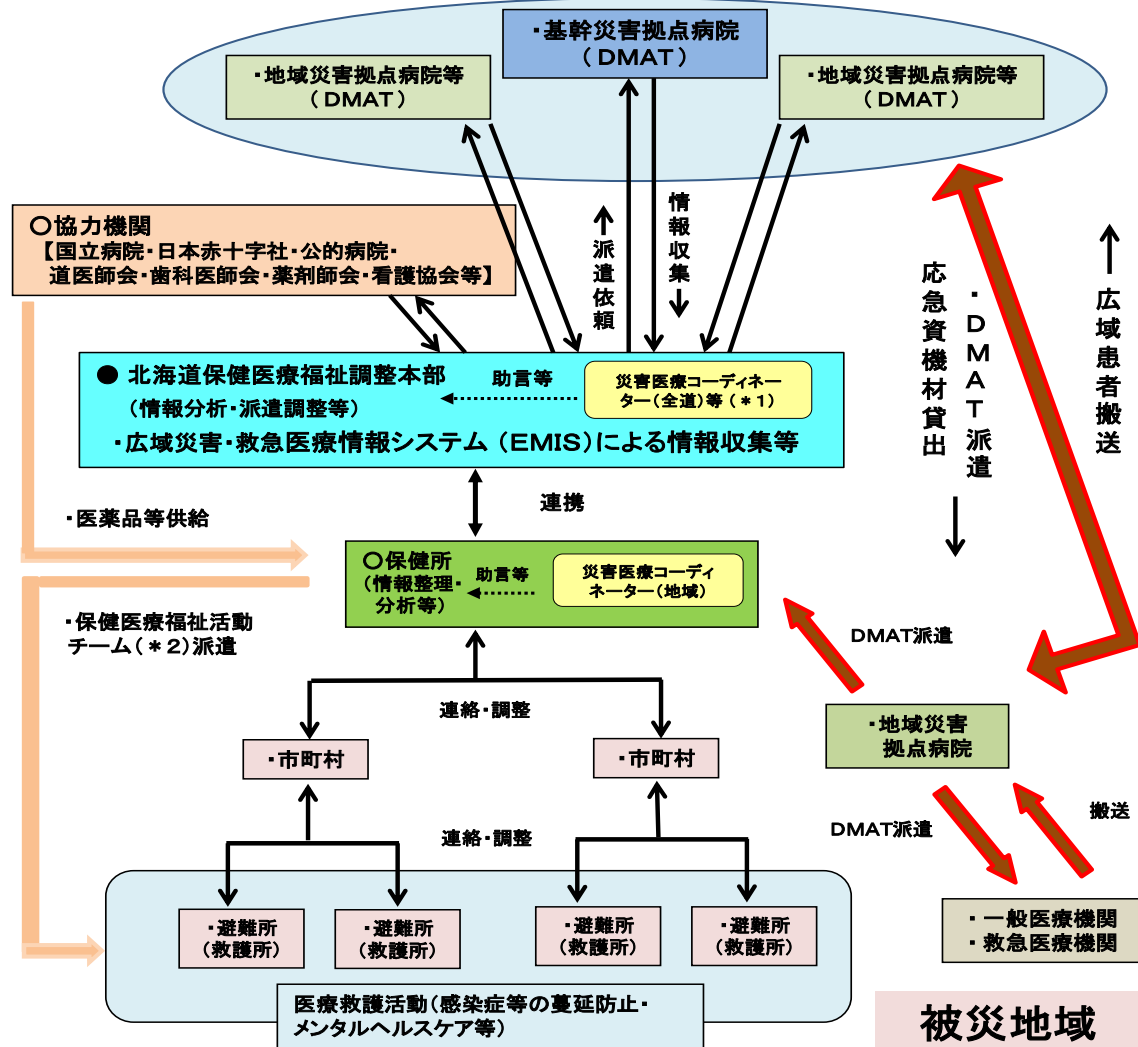 ・基幹災害拠点病院
（ＤＭＡＴ）
・地域災害拠点病院等
（ＤＭＡＴ）
・地域災害拠点病院等
（ＤＭＡＴ）
○協力機関
【国立病院・日本赤十字社・公的病院・
道医師会・歯科医師会・薬剤師会・看護協会等】
↑派遣依頼
情報収集↓
応急資機材貸出
・ＤＭＡＴ派遣
↑広域患者搬送
● 北海道保健医療福祉調整本部
（情報分析・派遣調整等）
助言等
災害医療コーディネー
ター（全道）等（＊１）
・広域災害・救急医療情報システム（ＥＭＩＳ）による情報収集等
連携
・医薬品等供給
○保健所
（情報整理・
分析等）
助言等
災害医療コーディ
ネーター（地域）
・保健医療福祉活動
チーム（＊２）派遣
ＤＭＡＴ派遣
連絡・調整
・地域災害
拠点病院
・市町村
・市町村
連絡・調整
ＤＭＡＴ派遣
搬送
・避難所
（救護所）
・避難所
（救護所）
・避難所
（救護所）
・避難所
（救護所）
・一般医療機関
・救急医療機関
医療救護活動（感染症等の蔓延防止・
メンタルヘルスケア等）
被災地域